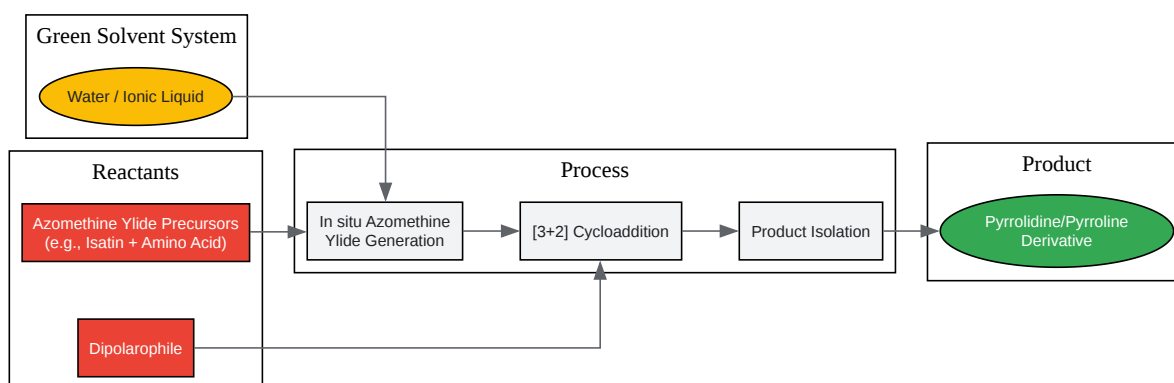 Green Solvent System
Water / Ionic Liquid
Reactants
Azomethine Ylide Precursors
(e.g., Isatin + Amino Acid)
Dipolarophile
Process
In situ Azomethine
Ylide Generation
[3+2] Cycloaddition
Product Isolation
Product
Pyrrolidine/Pyrroline
Derivative